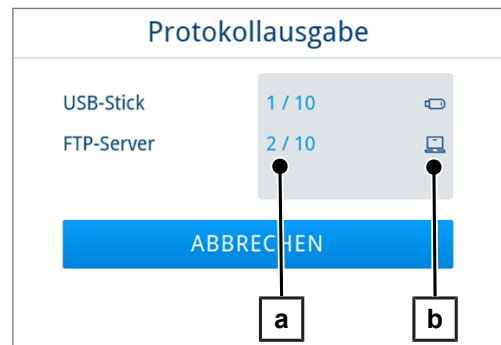 Protokollausgabe
USB-Stick 1 / 10
FTP-Server 2 / 10
ABBRECHEN
a b